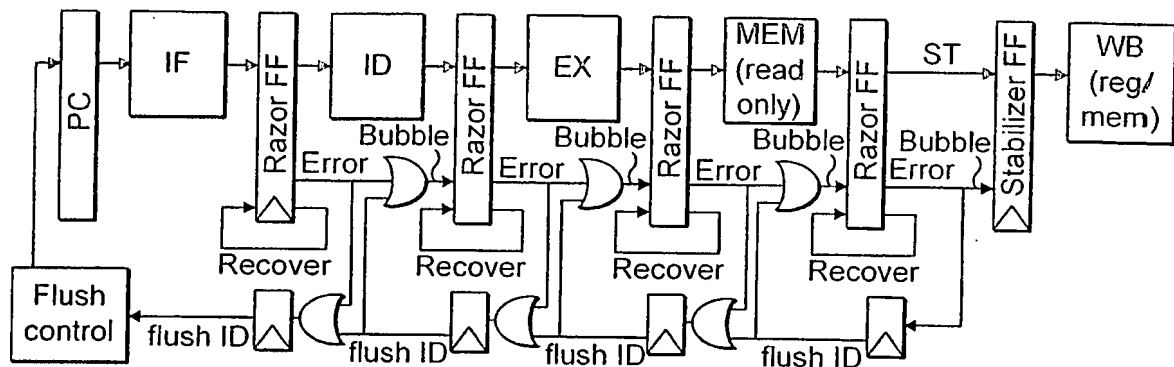 PC
IF
Razor FF
ID
Razor FF
EX
Razor FF
MEM
(read
only)
Razor FF
ST
Stabilizer FF
WB
(reg/
mem)
Error
Bubble
Error
Bubble
Error
Bubble
Error
Bubble
Recover
Recover
Recover
Recover
Flush
control
flush ID
flush ID
flush ID
flush ID